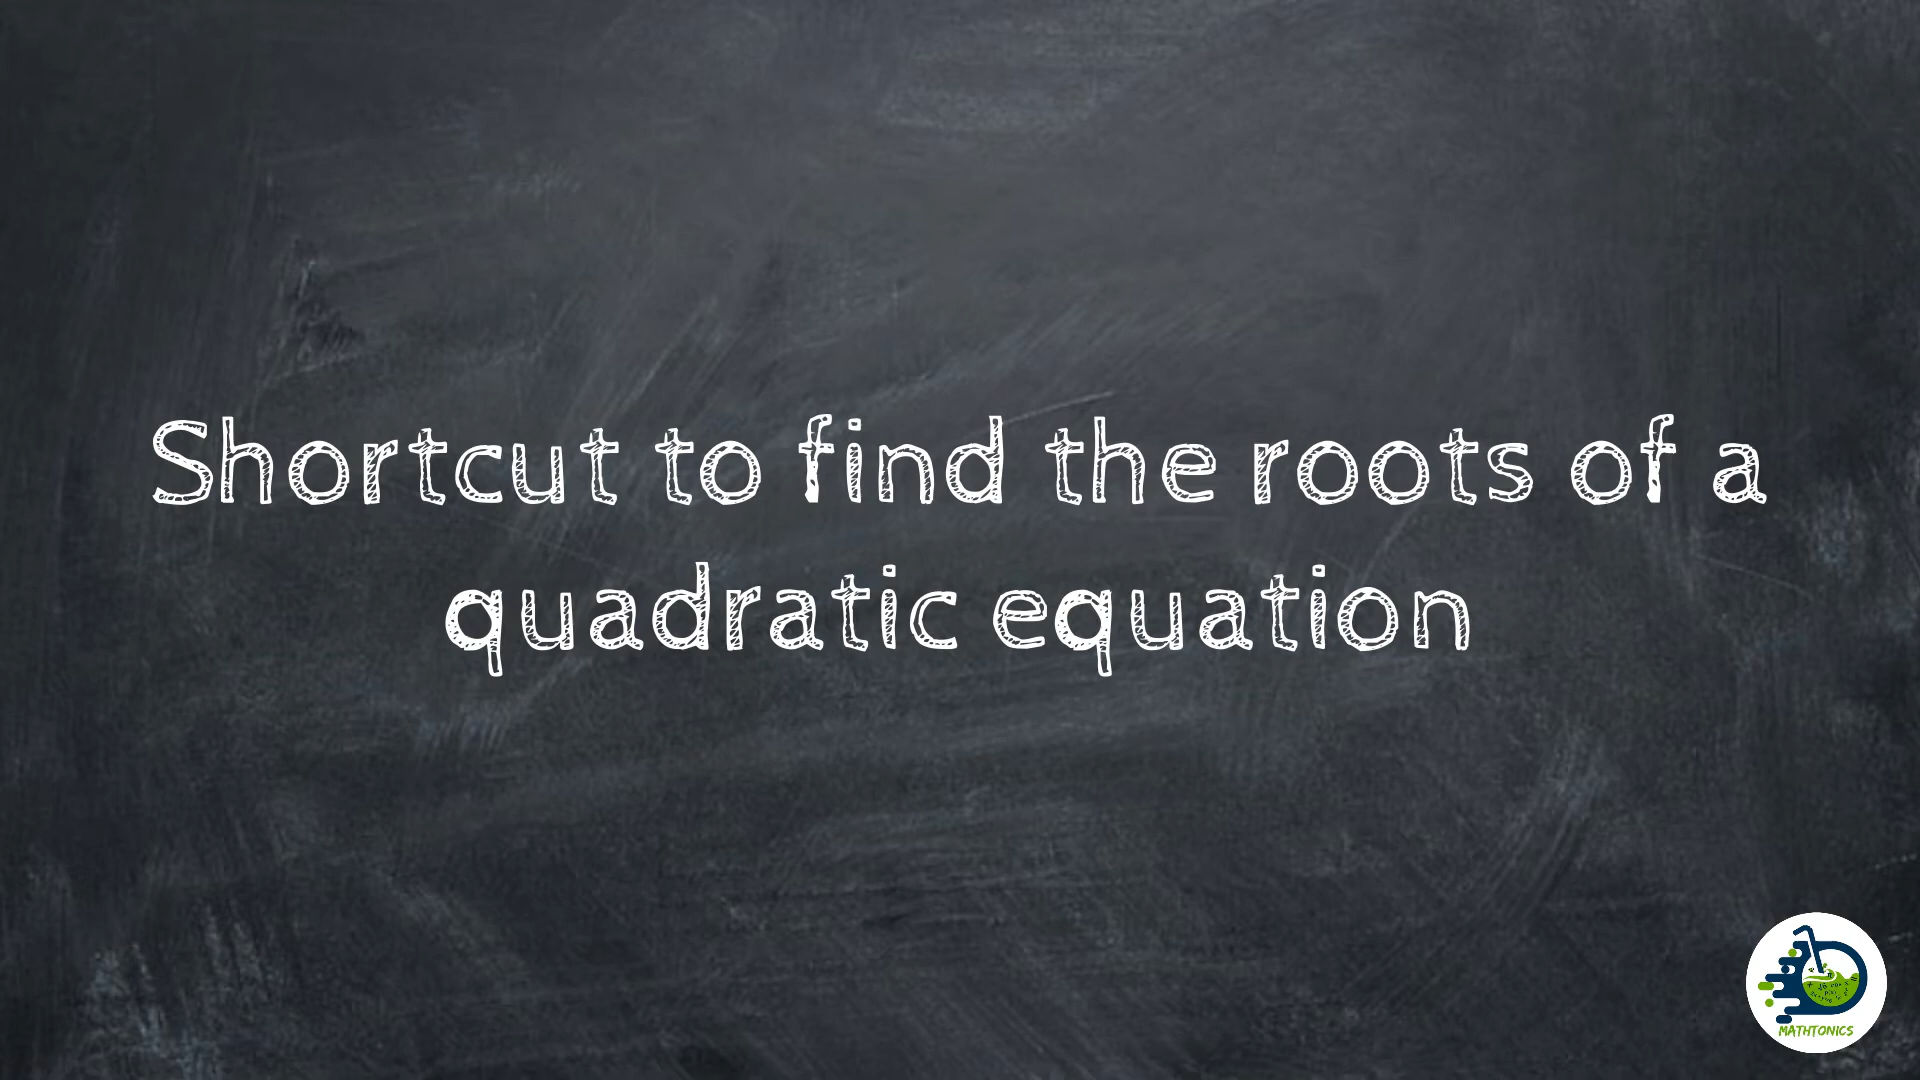 Shortcut to find the roots of a
quadratic equation
MATHTONICS